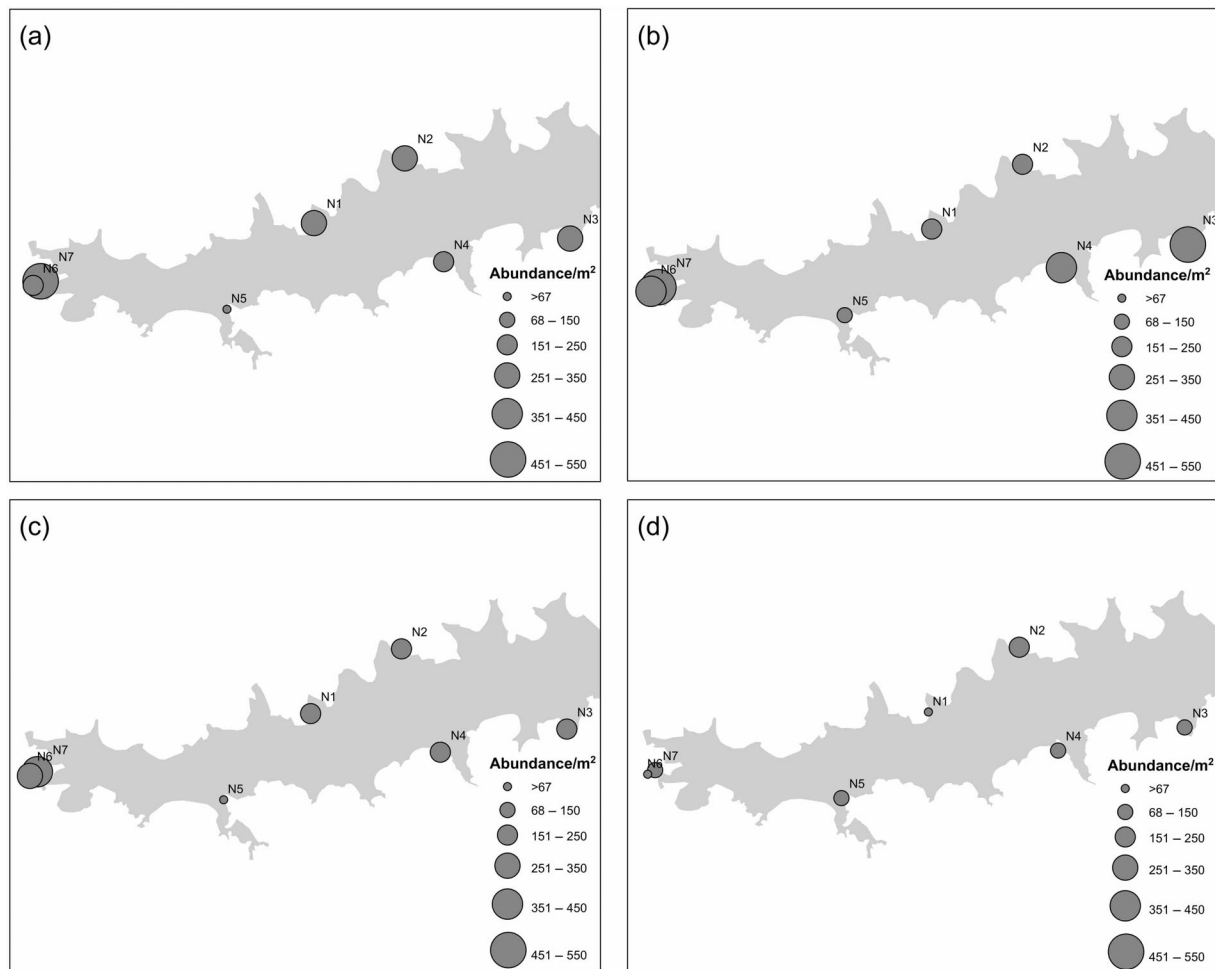 (a)
N2
N1
N3
N4
N7
N6
N5
Abundance/m²
>67
68 – 150
151 – 250
251 – 350
351 – 450
451 – 550
(b)
N2
N1
N3
N4
N7
N6
N5
Abundance/m²
>67
68 – 150
151 – 250
251 – 350
351 – 450
451 – 550
(c)
N2
N1
N3
N4
N7
N6
N5
Abundance/m²
>67
68 – 150
151 – 250
251 – 350
351 – 450
451 – 550
(d)
N2
N1
N3
N4
N7
N6
N5
Abundance/m²
>67
68 – 150
151 – 250
251 – 350
351 – 450
451 – 550